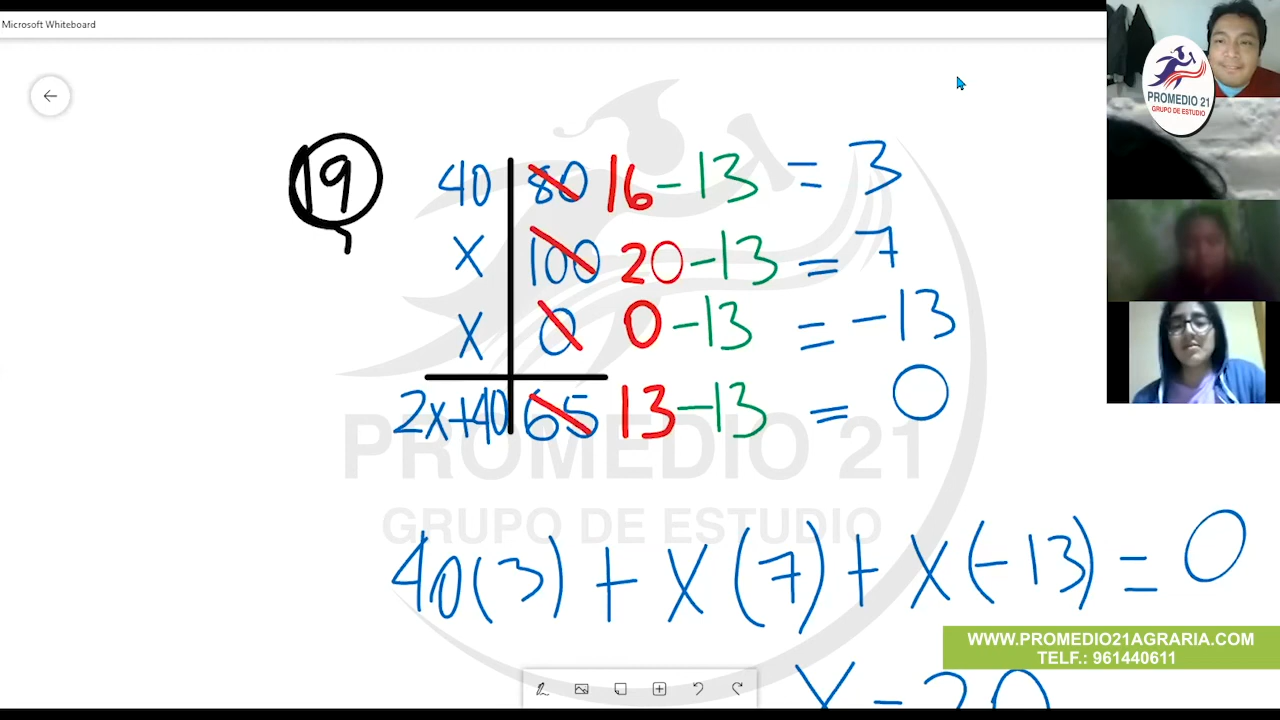 Microsoft Whiteboard
PROMEDIO 21
GRUPO DE ESTUDIO
19
40 80 16 - 13 = 3
X 100 20 - 13 = 7
X 0 0 - 13 = - 13
2x+40 65 13 - 13 = 0
PROMEDIO 21
GRUPO DE ESTUDIO
40(3) + X(7) + X(-13) = 0
WWW.PROMEDIO21AGRARIA.COM
TELF.: 961440611
X = 20